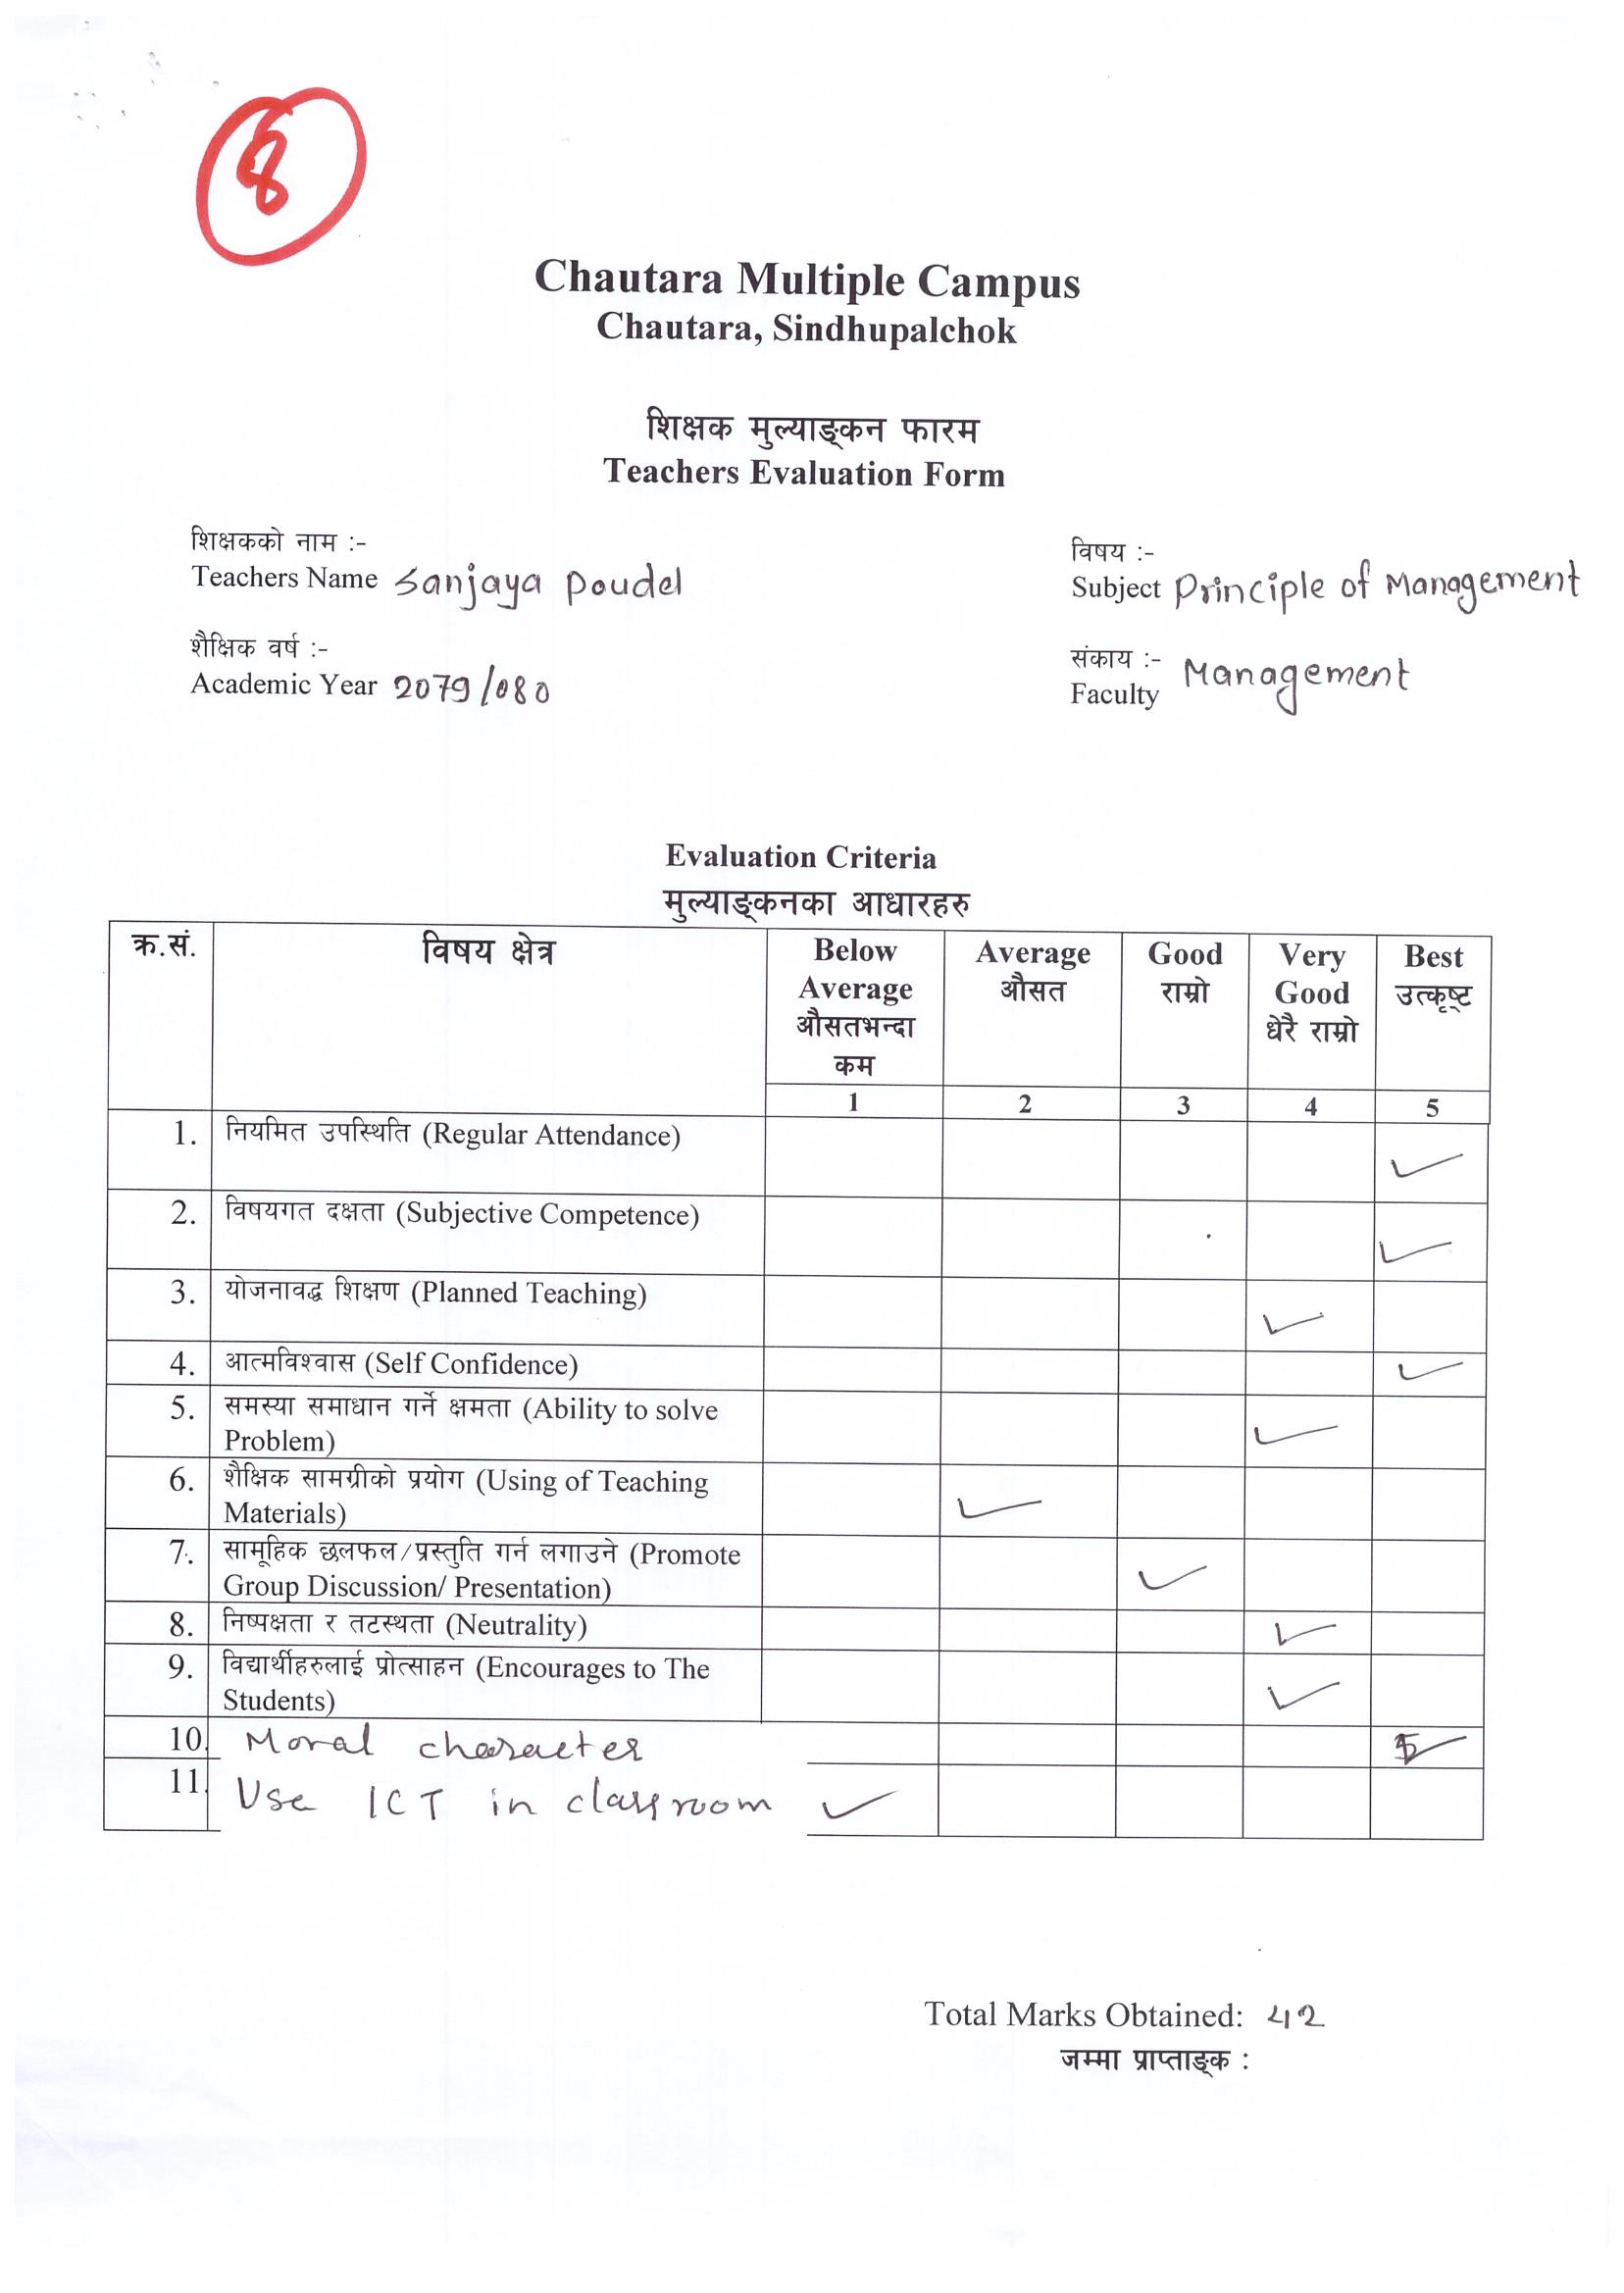 8
Chautara Multiple Campus
Chautara, Sindhupalchok
शिक्षक मुल्याङ्कन फारम
Teachers Evaluation Form
शिक्षकको नाम :-
Teachers Name Sanjaya Poudel
विषय :-
Subject Principle of Management
शैक्षिक वर्ष :-
Academic Year 2079/080
संकाय :-
Faculty Management
Evaluation Criteria
मुल्याङ्कनका आधारहरु
क्र.सं. विषय क्षेत्र Below Average औसतभन्दा कम Average औसत Good राम्रो Very Good धेरै राम्रो Best उत्कृष्ट
1 2 3 4 5
1. नियमित उपस्थिति (Regular Attendance) ✓
2. विषयगत दक्षता (Subjective Competence) ✓
3. योजनावद्ध शिक्षण (Planned Teaching) ✓
4. आत्मविश्वास (Self Confidence) ✓
5. समस्या समाधान गर्ने क्षमता (Ability to solve
Problem) ✓
6. शैक्षिक सामग्रीको प्रयोग (Using of Teaching
Materials) ✓
7. सामूहिक छलफल/प्रस्तुति गर्न लगाउने (Promote
Group Discussion/ Presentation) ✓
8. निष्पक्षता र तटस्थता (Neutrality) ✓
9. विद्यार्थीहरुलाई प्रोत्साहन (Encourages to The
Students) ✓
10. Moral character ✓
11. Use ICT in classroom ✓
Total Marks Obtained: 42
जम्मा प्राप्ताङ्क :